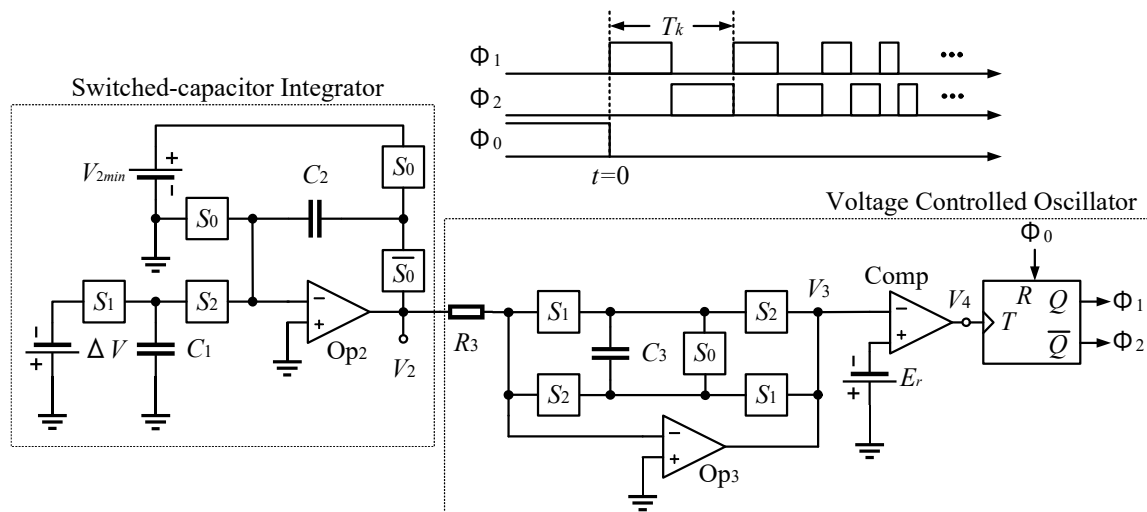 Switched-capacitor Integrator
T_k
Φ1
Φ2
Φ0
t=0
V2min
S0
S0
C2
S0
S1
S2
ΔV
C1
Op2
V2
Voltage Controlled Oscillator
Φ0
R3
S1
S2
V3
C3
S0
S2
S1
Op3
Comp
V4
Er
R
T
Q
Q
Φ1
Φ2